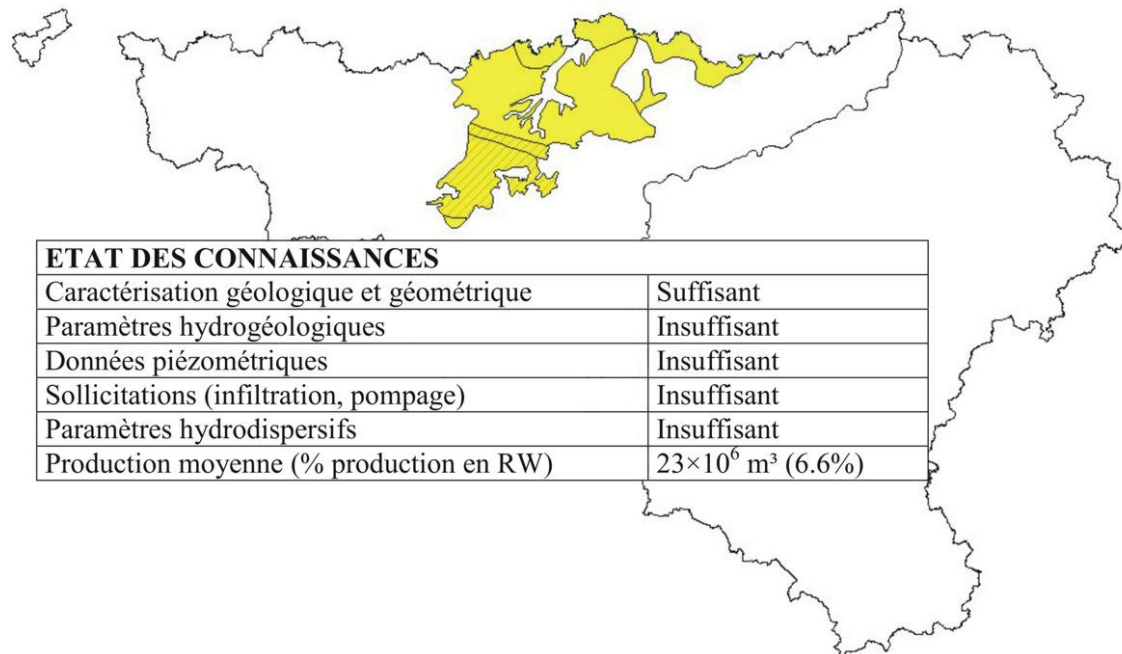 ETAT DES CONNAISSANCES
Caractérisation géologique et géométrique Suffisant
Paramètres hydrogéologiques Insuffisant
Données piézométriques Insuffisant
Sollicitations (infiltration, pompage) Insuffisant
Paramètres hydrodispersifs Insuffisant
Production moyenne (% production en RW) 23×10⁶ m³ (6.6%)